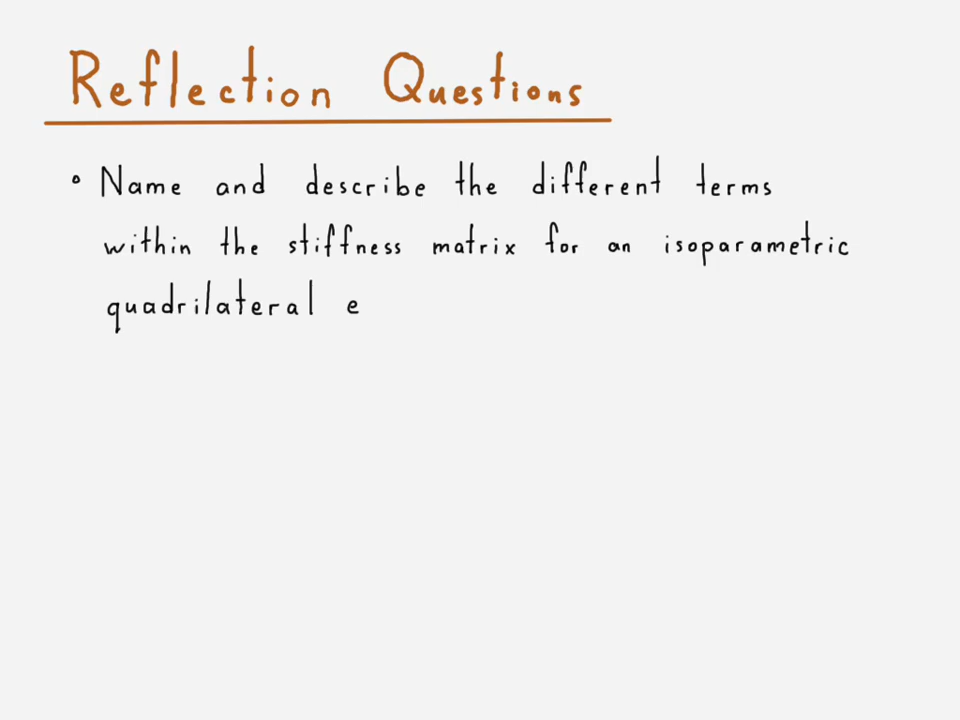 Reflection Questions
• Name and describe the different terms
within the stiffness matrix for an isoparametric
quadrilateral e